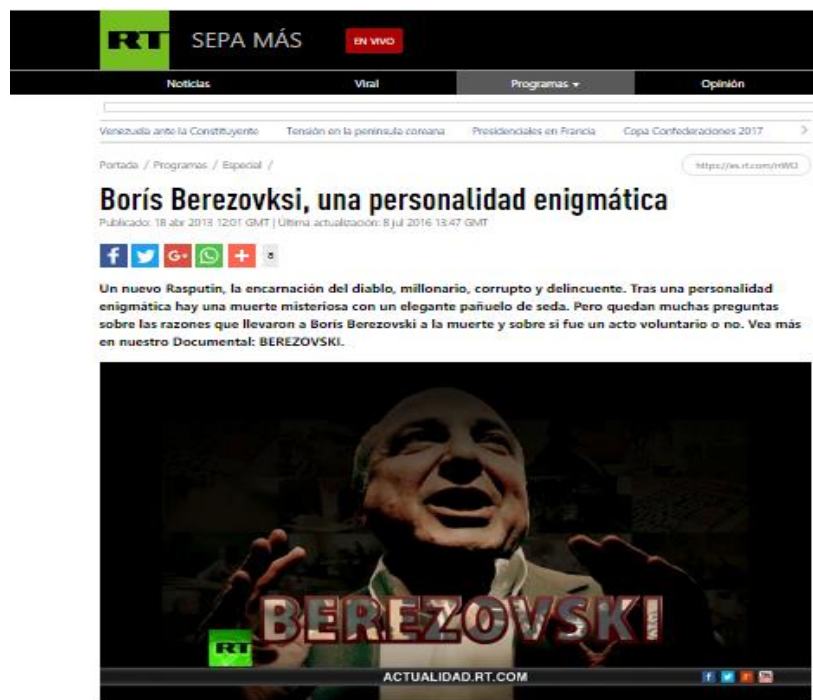 RT SEPA MÁS EN VIVO
Noticias Viral Programas Opinión
Venezuela ante la Constituyente Tensión en la península coreana Presidenciales en Francia Copa Confederaciones 2017 >
Portada / Programas / Especial /
Borís Berezovksi, una personalidad enigmática
Publicado: 18 abr 2013 12:01 GMT | Última actualización: 8 jul 2016 13:47 GMT
f G+ + 8
Un nuevo Rasputin, la encarnación del diablo, millonario, corrupto y delincuente. Tras una personalidad
enigmática hay una muerte misteriosa con un elegante pañuelo de seda. Pero quedan muchas preguntas
sobre las razones que llevaron a Borís Berezovski a la muerte y sobre si fue un acto voluntario o no. Vea más
en nuestro Documental: BEREZOVSKI.
BEREZOVSKI
RT
ACTUALIDAD.RT.COM